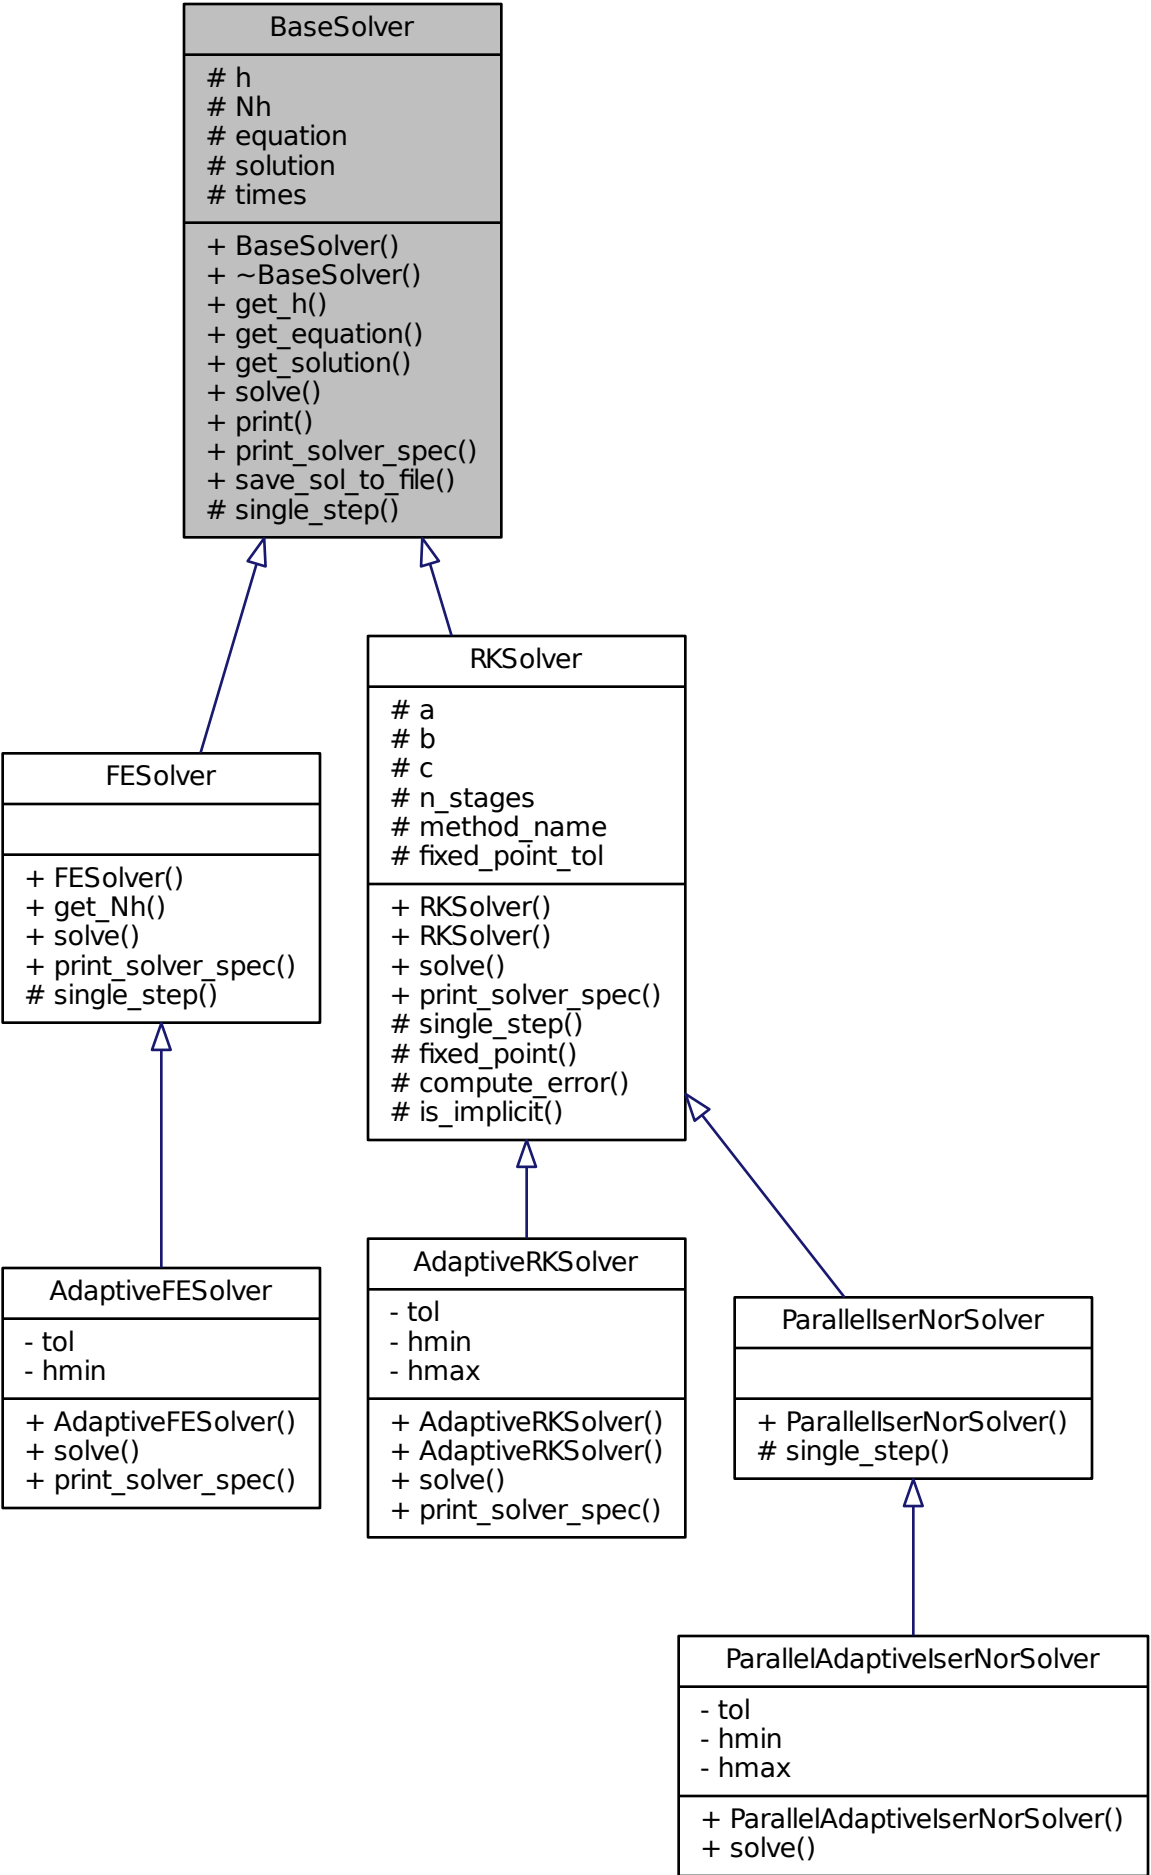 BaseSolver
# h
# Nh
# equation
# solution
# times
+ BaseSolver()
+ ~BaseSolver()
+ get_h()
+ get_equation()
+ get_solution()
+ solve()
+ print()
+ print_solver_spec()
+ save_sol_to_file()
# single_step()
RKSolver
# a
# b
# c
# n_stages
# method_name
# fixed_point_tol
+ RKSolver()
+ RKSolver()
+ solve()
+ print_solver_spec()
# single_step()
# fixed_point()
# compute_error()
# is_implicit()
FESolver
+ FESolver()
+ get_Nh()
+ solve()
+ print_solver_spec()
# single_step()
AdaptiveFESolver
- tol
- hmin
+ AdaptiveFESolver()
+ solve()
+ print_solver_spec()
AdaptiveRKSolver
- tol
- hmin
- hmax
+ AdaptiveRKSolver()
+ AdaptiveRKSolver()
+ solve()
+ print_solver_spec()
ParallelIserNorSolver
+ ParallelIserNorSolver()
# single_step()
ParallelAdaptiveIserNorSolver
- tol
- hmin
- hmax
+ ParallelAdaptiveIserNorSolver()
+ solve()